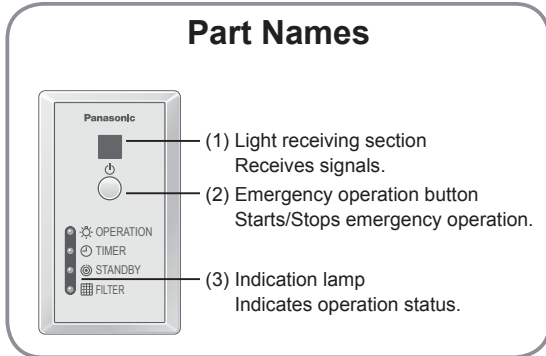 Part Names
Panasonic
(1) Light receiving section
Receives signals.
(2) Emergency operation button
Starts/Stops emergency operation.
OPERATION
TIMER
STANDBY
FILTER
(3) Indication lamp
Indicates operation status.